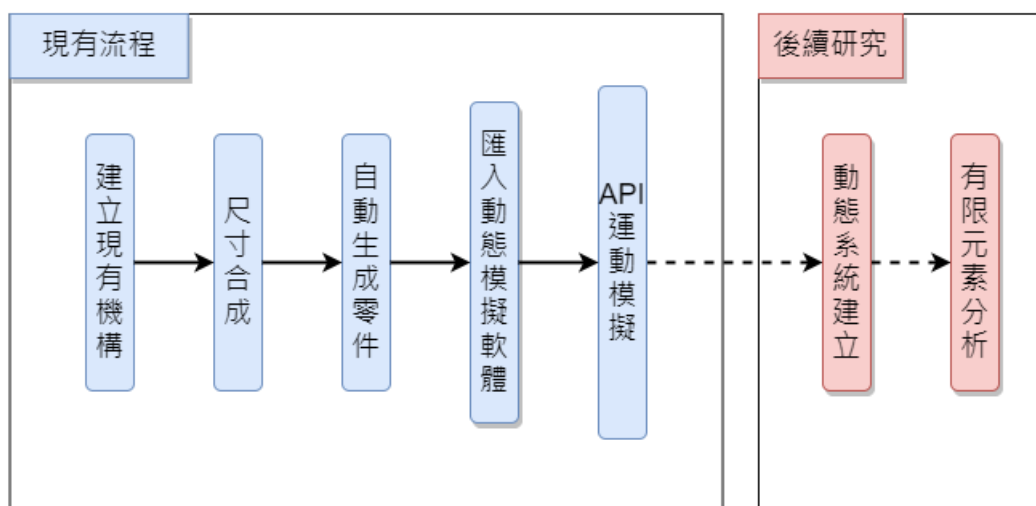 現有流程
建立現有機構
尺寸合成
自動生成零件
匯入動態模擬軟體
API運動模擬
後續研究
動態系統建立
有限元素分析